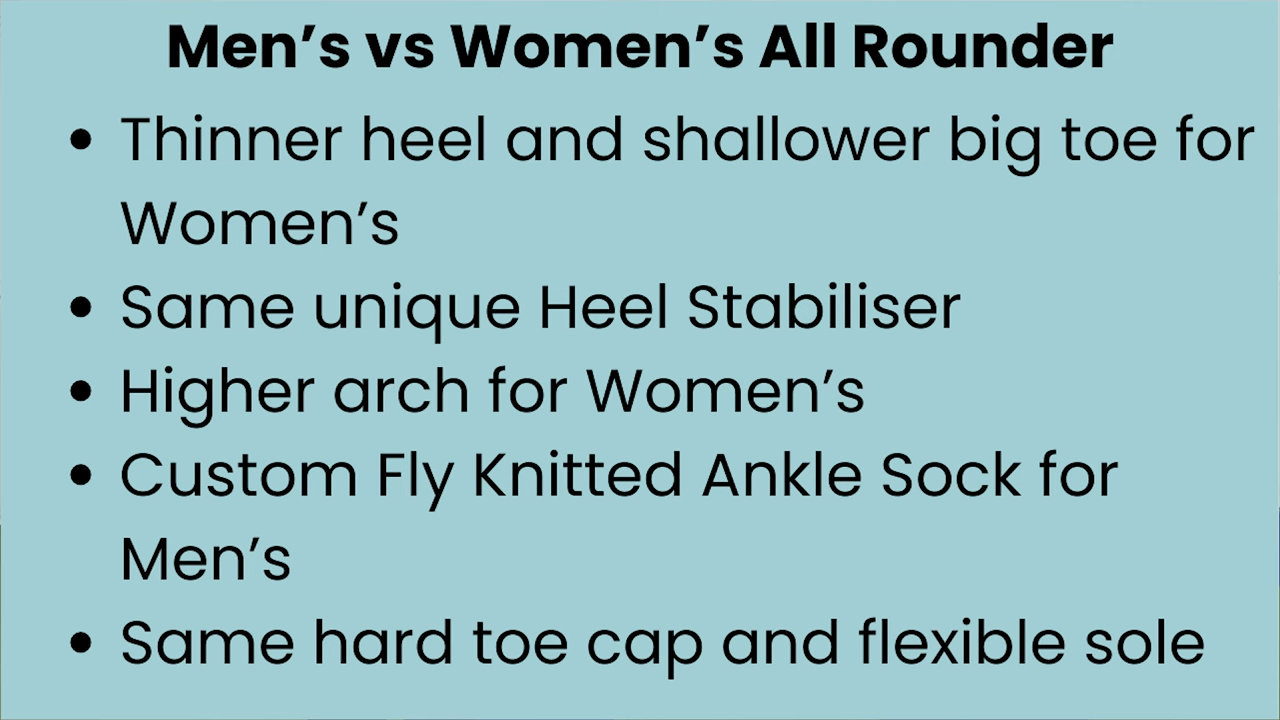 Men’s vs Women’s All Rounder
• Thinner heel and shallower big toe for
Women’s
• Same unique Heel Stabiliser
• Higher arch for Women’s
• Custom Fly Knitted Ankle Sock for
Men’s
• Same hard toe cap and flexible sole